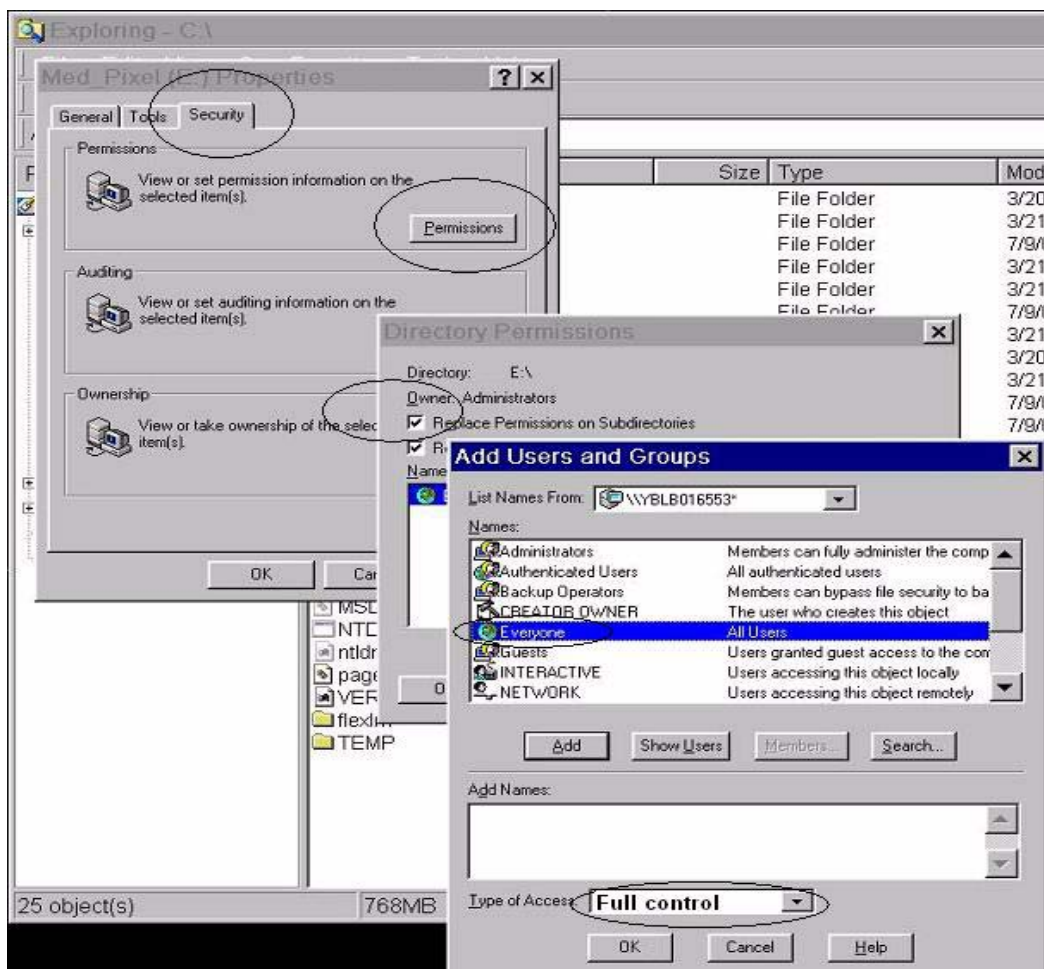 Exploring - C:\
Med_Pixel (E:) Properties
General
Tools
Security
Permissions
View or set permission information on the
selected item(s).
Permissions
Auditing
View or set auditing information on the
selected item(s).
Ownership
View or take ownership of the selec
item(s).
OK
Size
Type
Mod
File Folder
3/20
File Folder
3/21
File Folder
7/9/
File Folder
3/21
File Folder
3/21
File Folder
7/9/
3/21
3/20
3/21
7/9/
7/9/
Directory Permissions
Directory: E:\
Owner: Administrators
Replace Permissions on Subdirectories
Name
Add Users and Groups
List Names From: \\YBLB016553*
Names:
Administrators Members can fully administer the comp
Authenticated Users All authenticated users
Backup Operators Members can bypass file security to ba
CREATOR OWNER The user who creates this object
Everyone All Users
Guests Users granted guest access to the com
INTERACTIVE Users accessing this object locally
NETWORK Users accessing this object remotely
Add
Show Users
Members...
Search...
Add Names:
Type of Access: Full control
OK
Cancel
Help
ntldr
page
VER
TEMP
25 object(s)
768MB